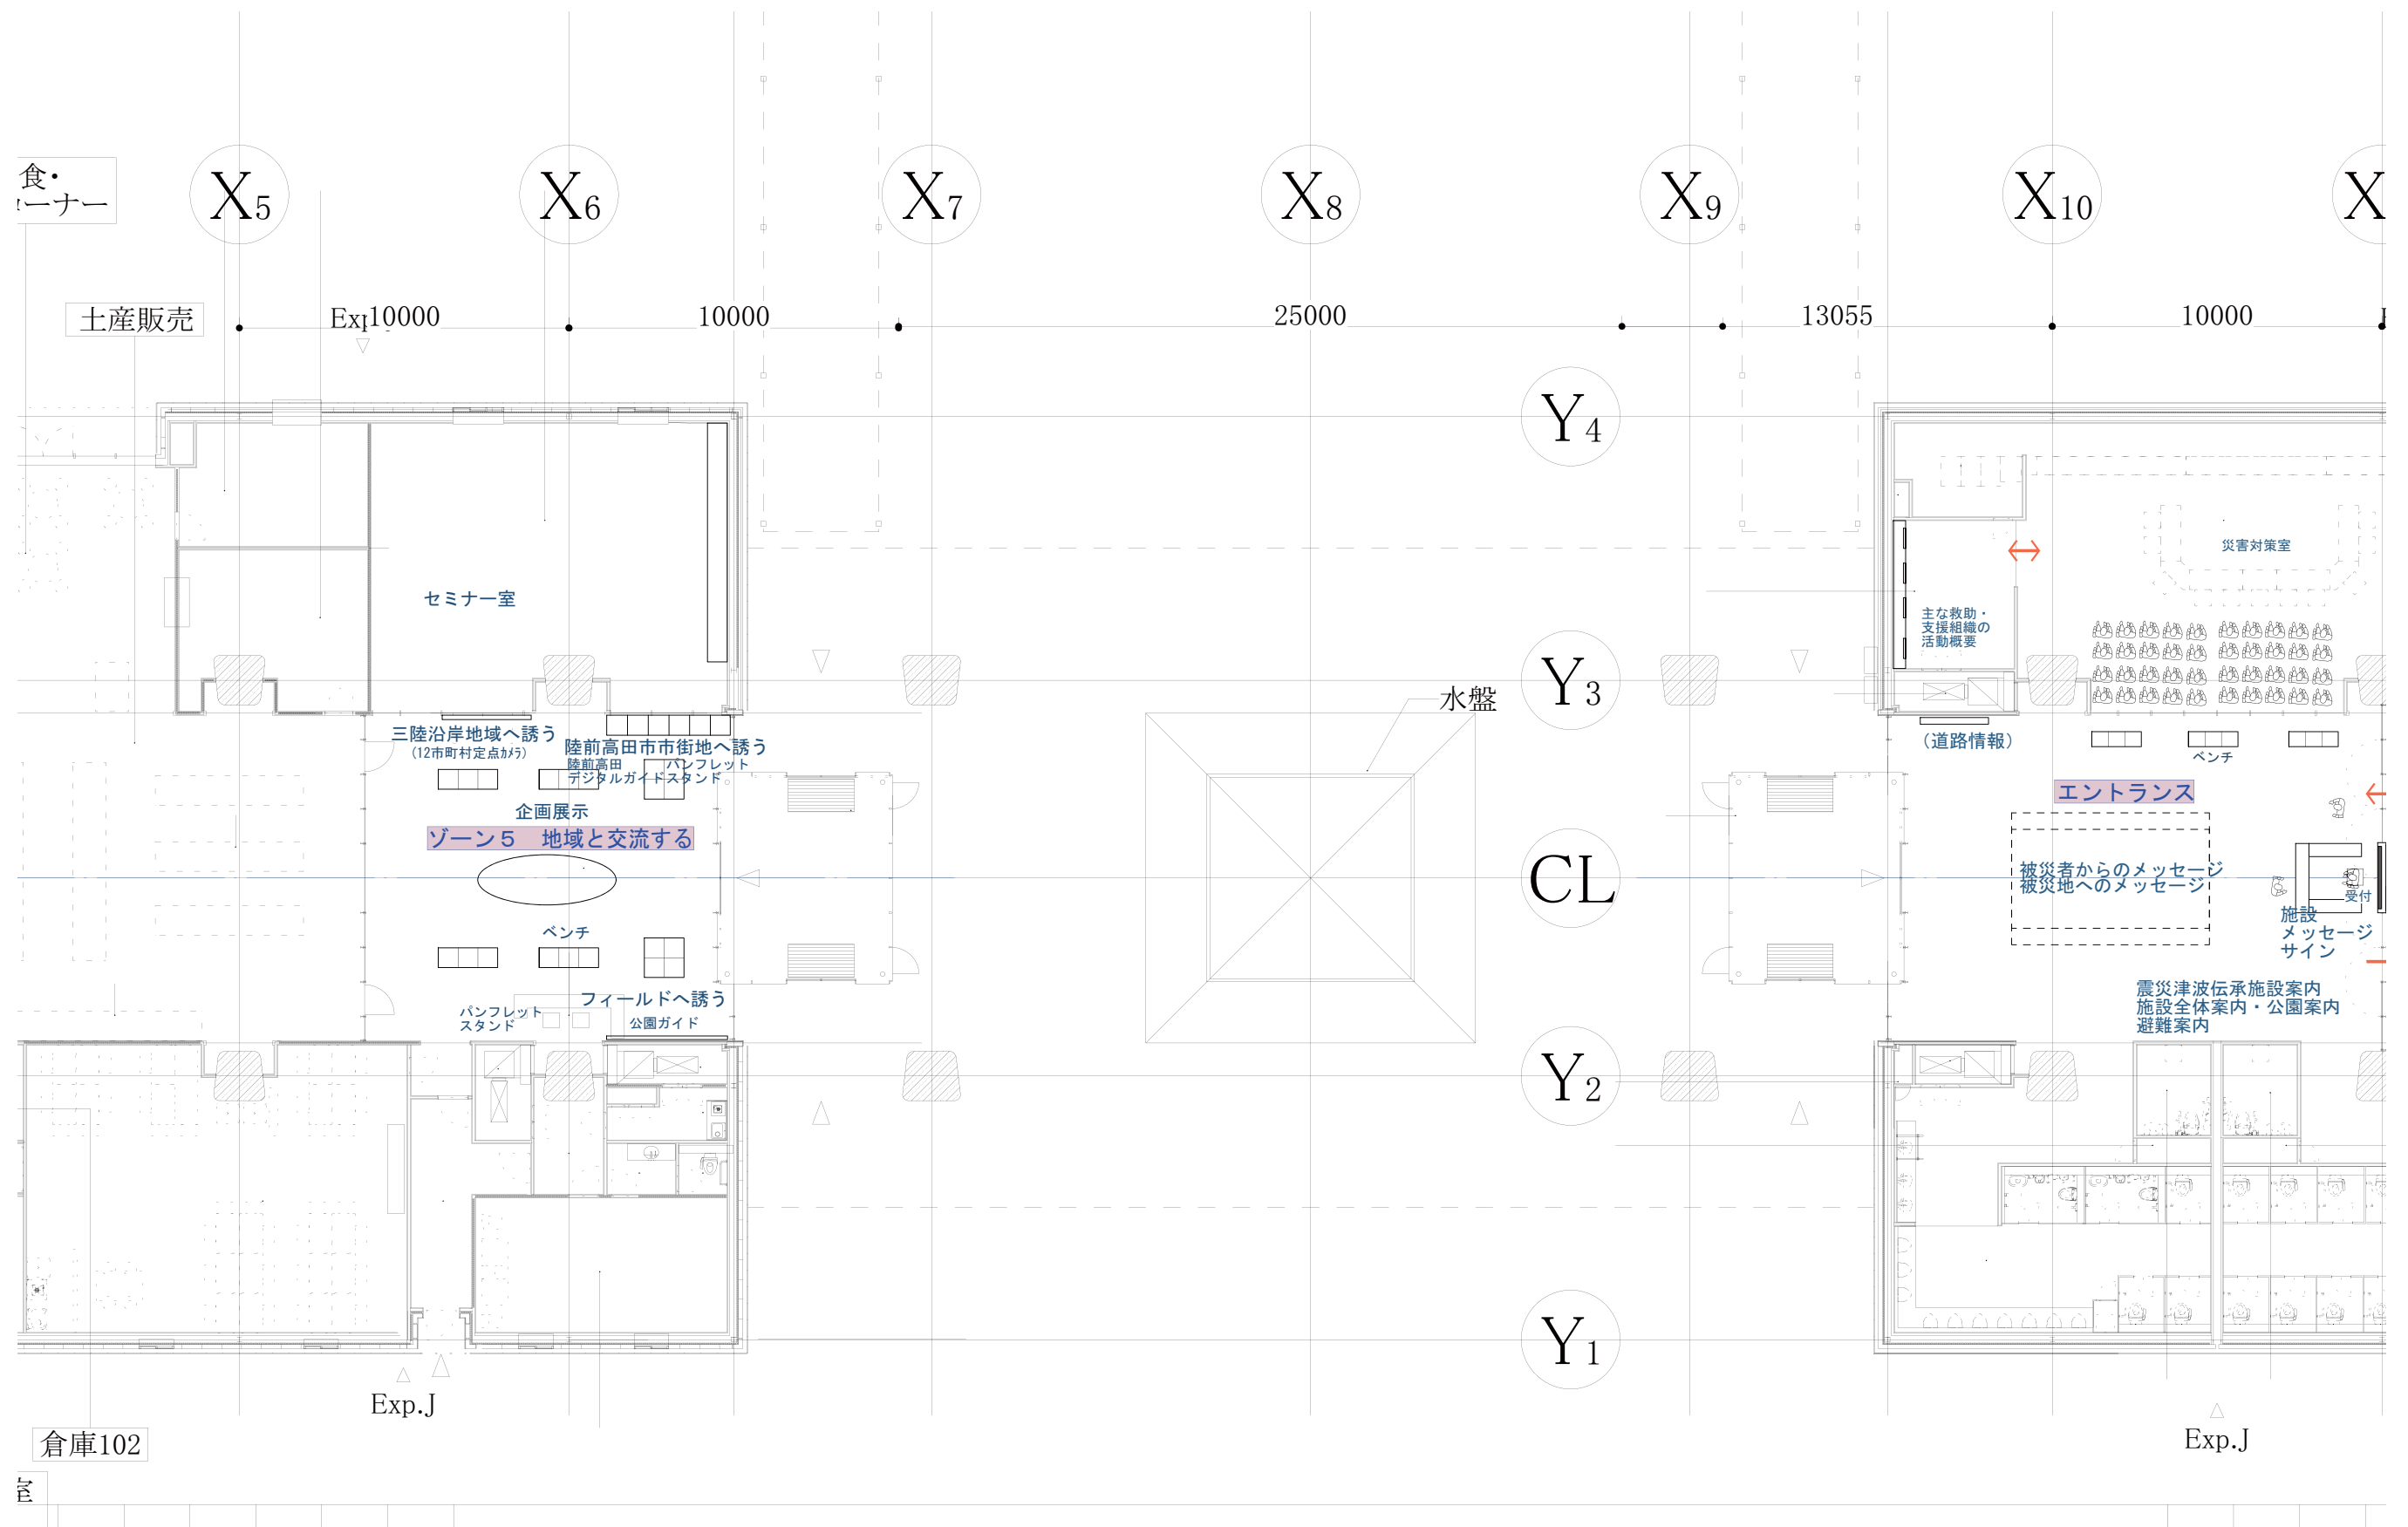 食・
ーナー
X5
X6
X7
X8
X9
X10
X
土産販売
10000
10000
25000
13055
10000
Y4
セミナー室
災害対策室
主な救助・
支援組織の
活動概要
Y3
水盤
三陸沿岸地域へ誘う
(12市町村定点カメラ)
陸前高田市市街地へ誘う
陸前高田
デジタルガイド
パンフレット
スタンド
（道路情報）
ベンチ
企画展示
エントランス
ゾーン５　地域と交流する
CL
被災者からのメッセージ
被災地へのメッセージ
受付
施設
メッセージ
サイン
ベンチ
フィールドへ誘う
パンフレット
スタンド
公園ガイド
震災津波伝承施設案内
施設全体案内・公園案内
避難案内
Y2
Y1
Exp.J
Exp.J
倉庫102
室